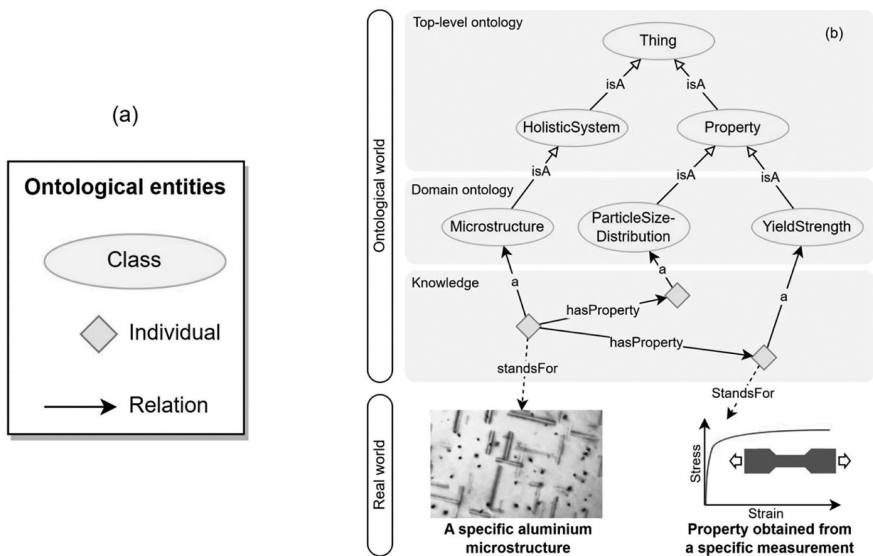 (a)
Ontological entities
Class
Individual
Relation
Ontological world
Real world
Top-level ontology
(b)
Thing
isA
isA
HolisticSystem
Property
isA
isA
isA
Domain ontology
Microstructure
ParticleSize-
Distribution
YieldStrength
Knowledge
a
a
a
hasProperty
hasProperty
standsFor
StandsFor
Stress
Strain
A specific aluminium
microstructure
Property obtained from
a specific measurement